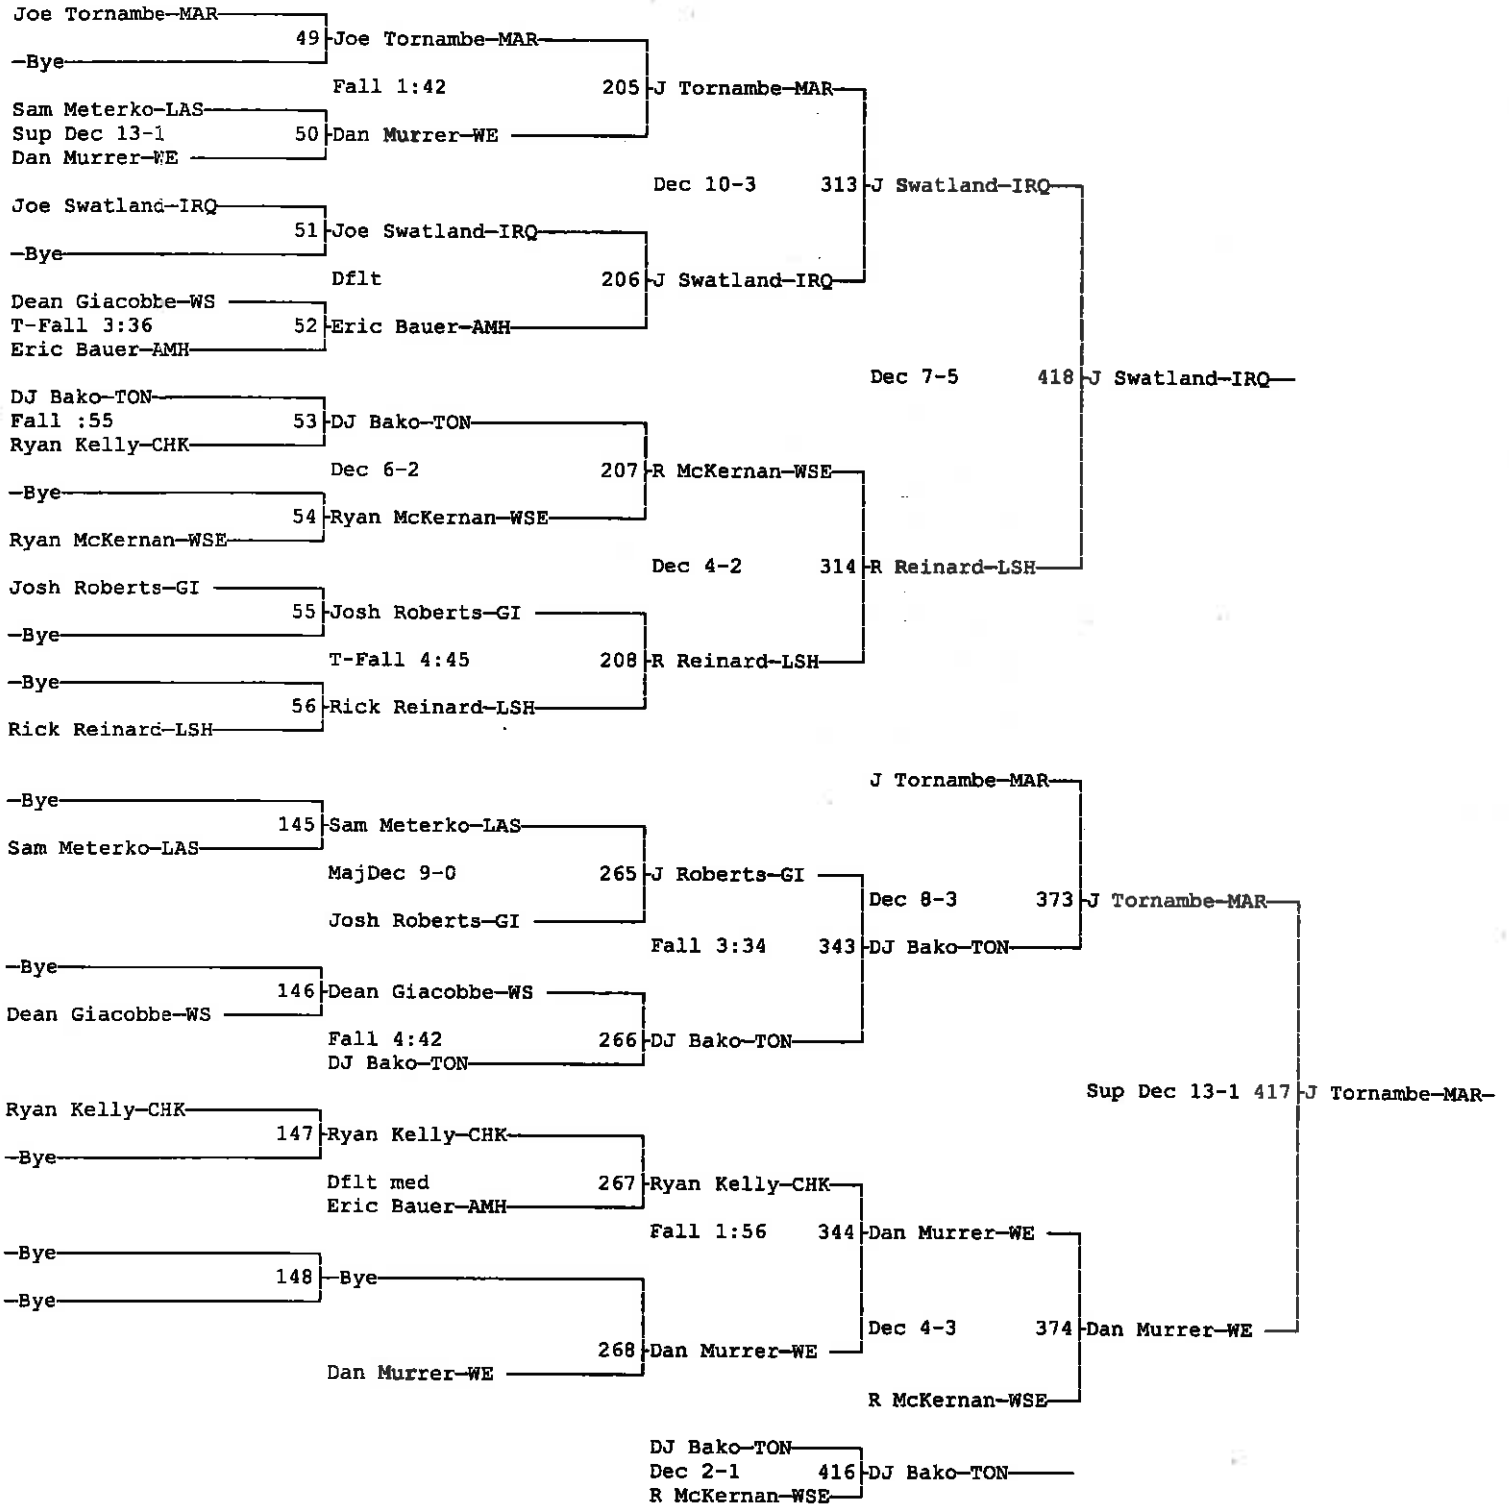 Joe Tornambe-MAR
49 Joe Tornambe-MAR
-Bye
Fall 1:42 205 J Tornambe-MAR
Sam Meterko-LAS
Sup Dec 13-1 50 Dan Murrer-WE
Dan Murrer-WE
Dec 10-3 313 J Swatland-IRQ
Joe Swatland-IRQ
51 Joe Swatland-IRQ
-Bye
Dflt 206 J Swatland-IRQ
Dean Giacobbe-WS
T-Fall 3:36 52 Eric Bauer-AMH
Eric Bauer-AMH
Dec 7-5 418 J Swatland-IRQ
DJ Bako-TON
Fall :55 53 DJ Bako-TON
Ryan Kelly-CHK
Dec 6-2 207 R McKernan-WSE
-Bye
54 Ryan McKernan-WSE
Ryan McKernan-WSE
Dec 4-2 314 R Reinard-LSH
Josh Roberts-GI
55 Josh Roberts-GI
-Bye
T-Fall 4:45 208 R Reinard-LSH
-Bye
56 Rick Reinard-LSH
Rick Reinard-LSH
J Tornambe-MAR
-Bye
145 Sam Meterko-LAS
Sam Meterko-LAS
MajDec 9-0 265 J Roberts-GI
Dec 8-3 373 J Tornambe-MAR
Josh Roberts-GI
Fall 3:34 343 DJ Bako-TON
-Bye
146 Dean Giacobbe-WS
Dean Giacobbe-WS
Fall 4:42 266 DJ Bako-TON
DJ Bako-TON
Sup Dec 13-1 417 J Tornambe-MAR-
Ryan Kelly-CHK
147 Ryan Kelly-CHK
-Bye
Dflt med 267 Ryan Kelly-CHK
Eric Bauer-AMH
Fall 1:56 344 Dan Murrer-WE
-Bye
148 -Bye
-Bye
Dec 4-3 374 Dan Murrer-WE
268 Dan Murrer-WE
Dan Murrer-WE
R McKernan-WSE
DJ Bako-TON
Dec 2-1 416 DJ Bako-TON
R McKernan-WSE